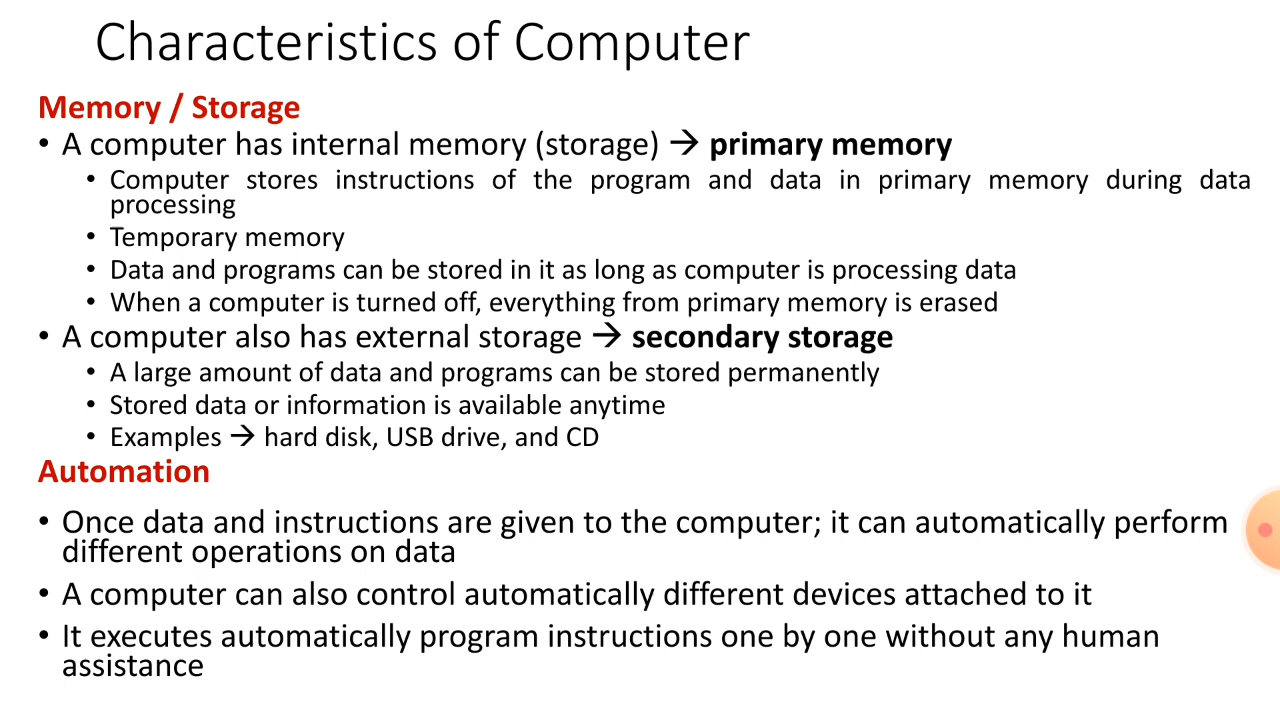 Characteristics of Computer
Memory / Storage
• A computer has internal memory (storage) → primary memory
• Computer stores instructions of the program and data in primary memory during data
processing
• Temporary memory
• Data and programs can be stored in it as long as computer is processing data
• When a computer is turned off, everything from primary memory is erased
• A computer also has external storage → secondary storage
• A large amount of data and programs can be stored permanently
• Stored data or information is available anytime
• Examples → hard disk, USB drive, and CD
Automation
• Once data and instructions are given to the computer; it can automatically perform
different operations on data
• A computer can also control automatically different devices attached to it
• It executes automatically program instructions one by one without any human
assistance